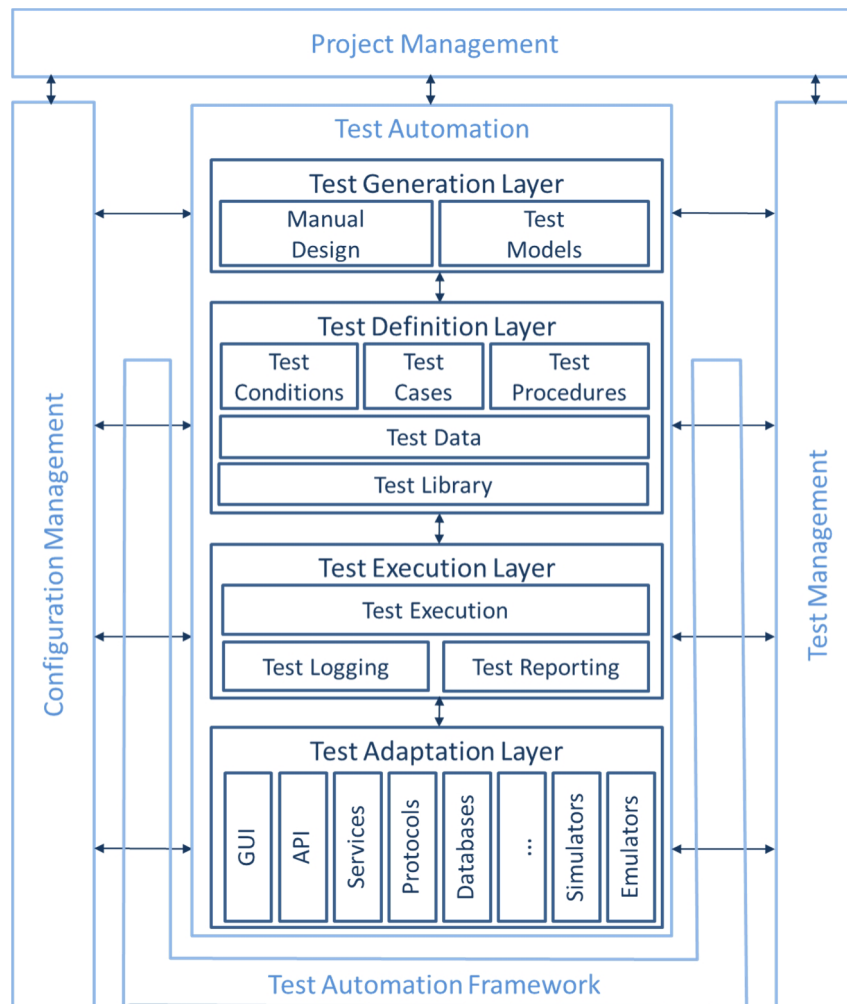 Project Management
Test Automation
Test Generation Layer
Manual
Design
Test
Models
Test Definition Layer
Test
Conditions
Test
Cases
Test
Procedures
Test Data
Test Library
Test Execution Layer
Test Execution
Test Logging
Test Reporting
Test Adaptation Layer
GUI
API
Services
Protocols
Databases
...
Simulators
Emulators
Configuration Management
Test Management
Test Automation Framework